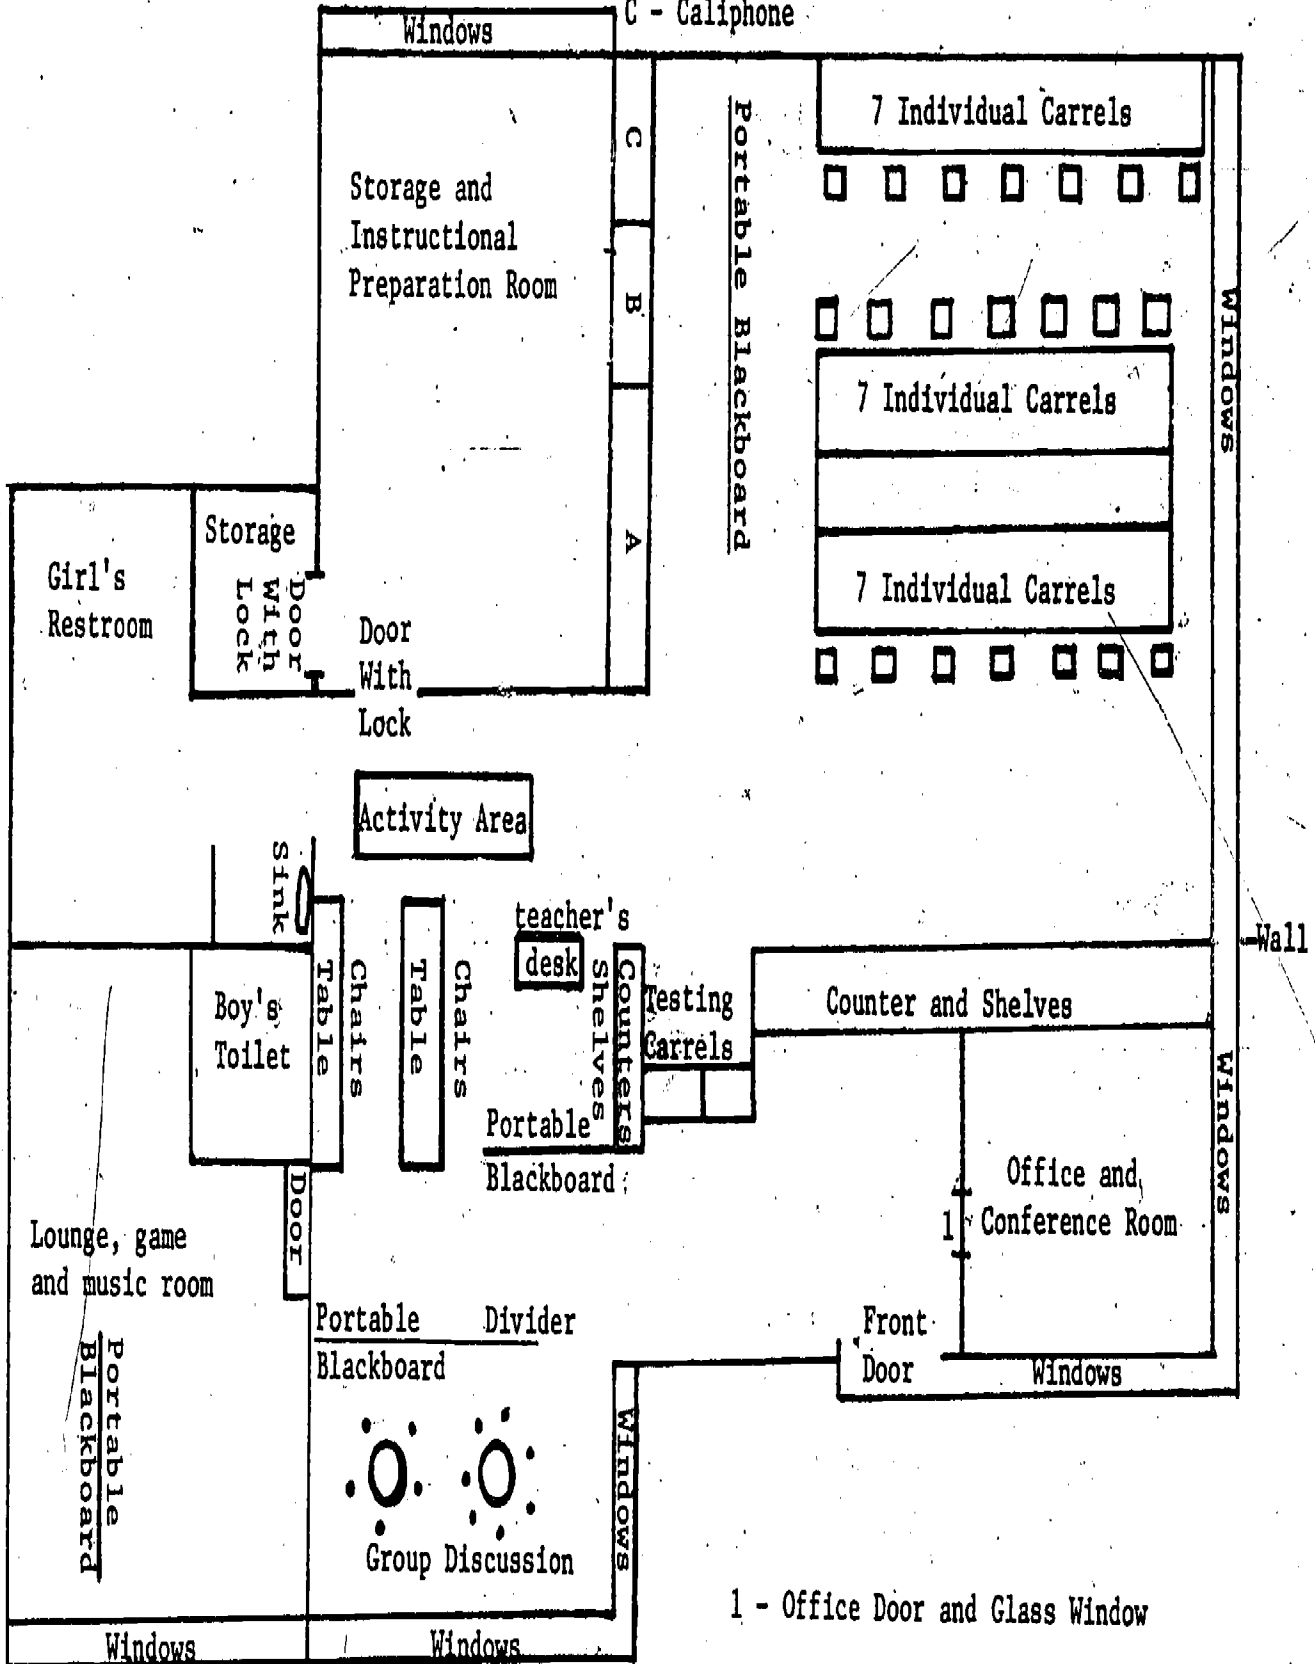 C - Caliphone
Windows
7 Individual Carrels
C
Portable Blackboard
Storage and
Instructional
Preparation Room
B
Windows
7 Individual Carrels
A
Storage
Girl's
Restroom
Door
With
Lock
7 Individual Carrels
Door
With
Lock
Activity Area
Sink
teacher's
desk
Wall
Table
Chairs
Table
Chairs
Shelves
Counters
Testing
Carrels
Counter and Shelves
Boy's
Toilet
Windows
Portable
Blackboard
Door
Office and
Conference Room
1
Lounge, game
and music room
Portable Divider
Blackboard
Front
Door
Windows
Portable
Blackboard
Windows
Group Discussion
1 - Office Door and Glass Window
Windows
Windows